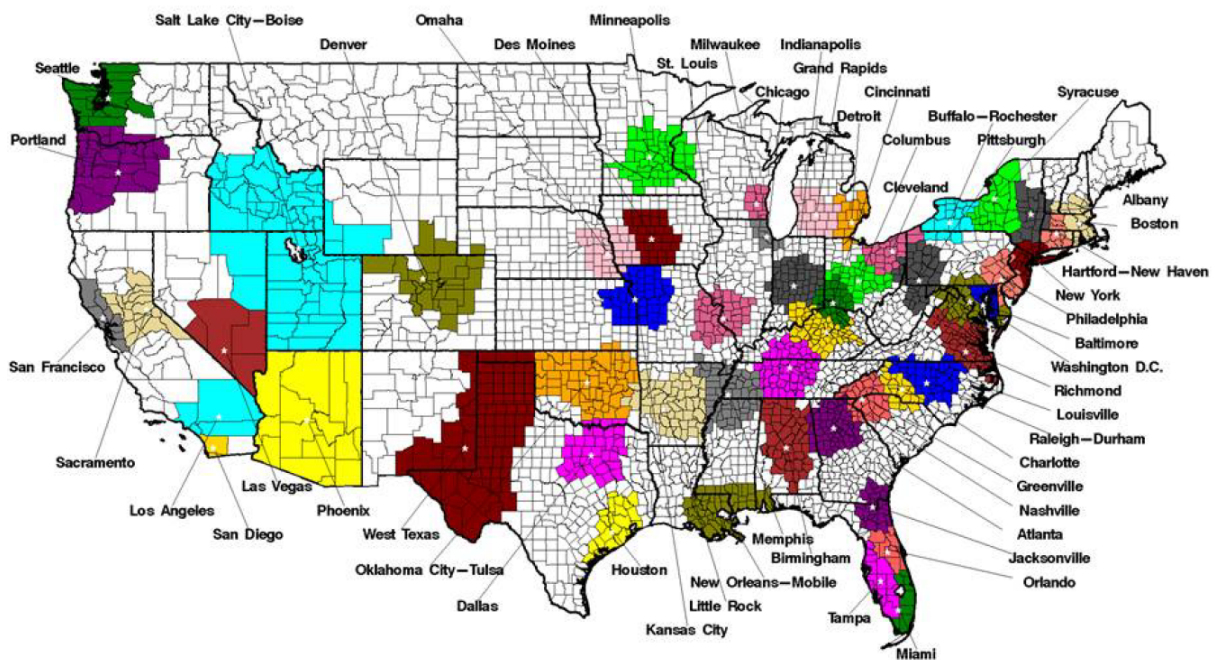 Salt Lake City—Boise
Omaha
Minneapolis
Denver
Des Moines
Milwaukee
Indianapolis
St. Louis
Grand Rapids
Seattle
Chicago
Cincinnati
Syracuse
Detroit
Buffalo—Rochester
Portland
Columbus
Pittsburgh
Cleveland
Albany
Boston
Hartford—New Haven
New York
Philadelphia
Baltimore
San Francisco
Washington D.C.
Richmond
Louisville
Raleigh—Durham
Sacramento
Charlotte
Las Vegas
Greenville
Los Angeles
Phoenix
Nashville
San Diego
West Texas
Memphis
Atlanta
Birmingham
Jacksonville
Oklahoma City—Tulsa
Houston
New Orleans—Mobile
Orlando
Dallas
Little Rock
Tampa
Kansas City
Miami